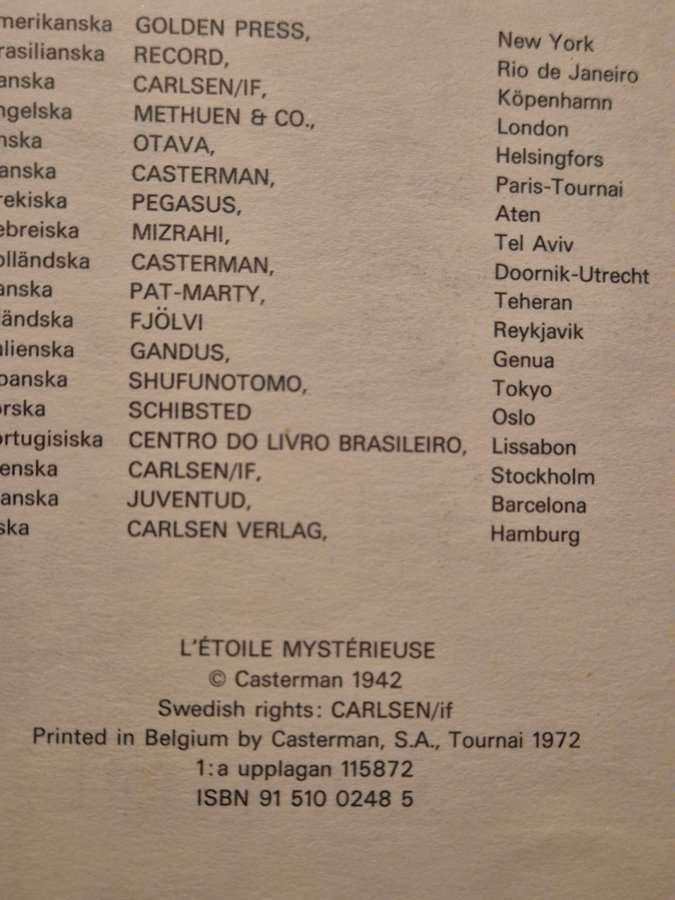 merikanska GOLDEN PRESS, New York
rasilianska RECORD, Rio de Janeiro
anska CARLSEN/IF, Köpenhamn
ngelska METHUEN & CO., London
nska OTAVA, Helsingfors
anska CASTERMAN, Paris-Tournai
rekiska PEGASUS, Aten
ebreiska MIZRAHI, Tel Aviv
olländska CASTERMAN, Doornik-Utrecht
anska PAT-MARTY, Teheran
ändska FJÖLVI Reykjavik
alienska GANDUS, Genua
panska SHUFUNOTOMO, Tokyo
orska SCHIBSTED Oslo
ortugisiska CENTRO DO LIVRO BRASILEIRO, Lissabon
enska CARLSEN/IF, Stockholm
anska JUVENTUD, Barcelona
ska CARLSEN VERLAG, Hamburg
L'ÉTOILE MYSTÉRIEUSE
© Casterman 1942
Swedish rights: CARLSEN/if
Printed in Belgium by Casterman, S.A., Tournai 1972
1:a upplagan 115872
ISBN 91 510 0248 5